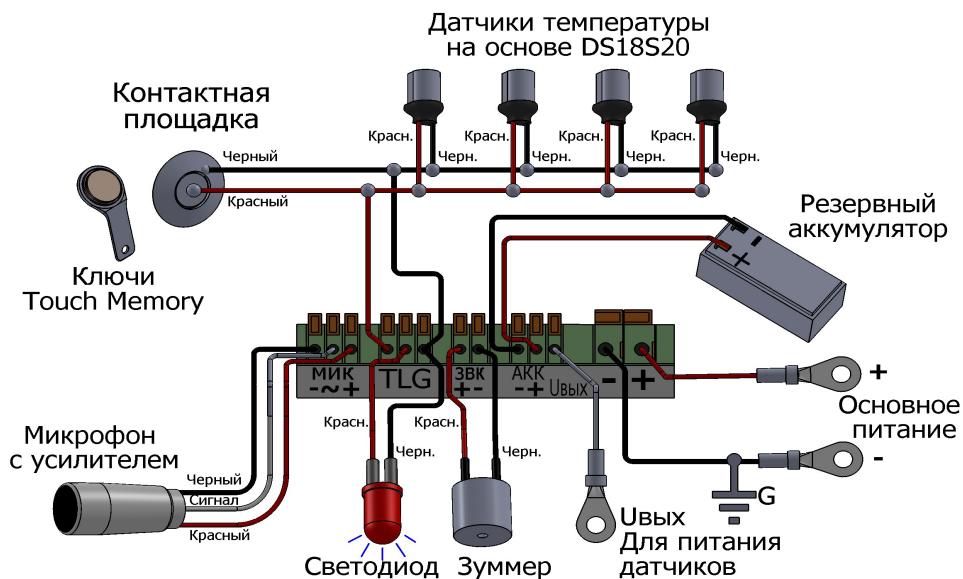 Датчики температуры
на основе DS18S20
Контактная
площадка
Красн.
Красн.
Красн.
Красн.
Черный
Черн.
Черн.
Черн.
Черн.
Красный
Резервный
аккумулятор
-
+
Ключи
Touch Memory
МИК
- ~ +
TLG
ЗВК
+ -
АКК
- +
Uвых
- +
+
Основное
питание
-
G
Микрофон
с усилителем
Красн.
Красн.
Черн.
Черн.
Черный
Сигнал
Красный
Uвых
Для питания
датчиков
Светодиод
Зуммер